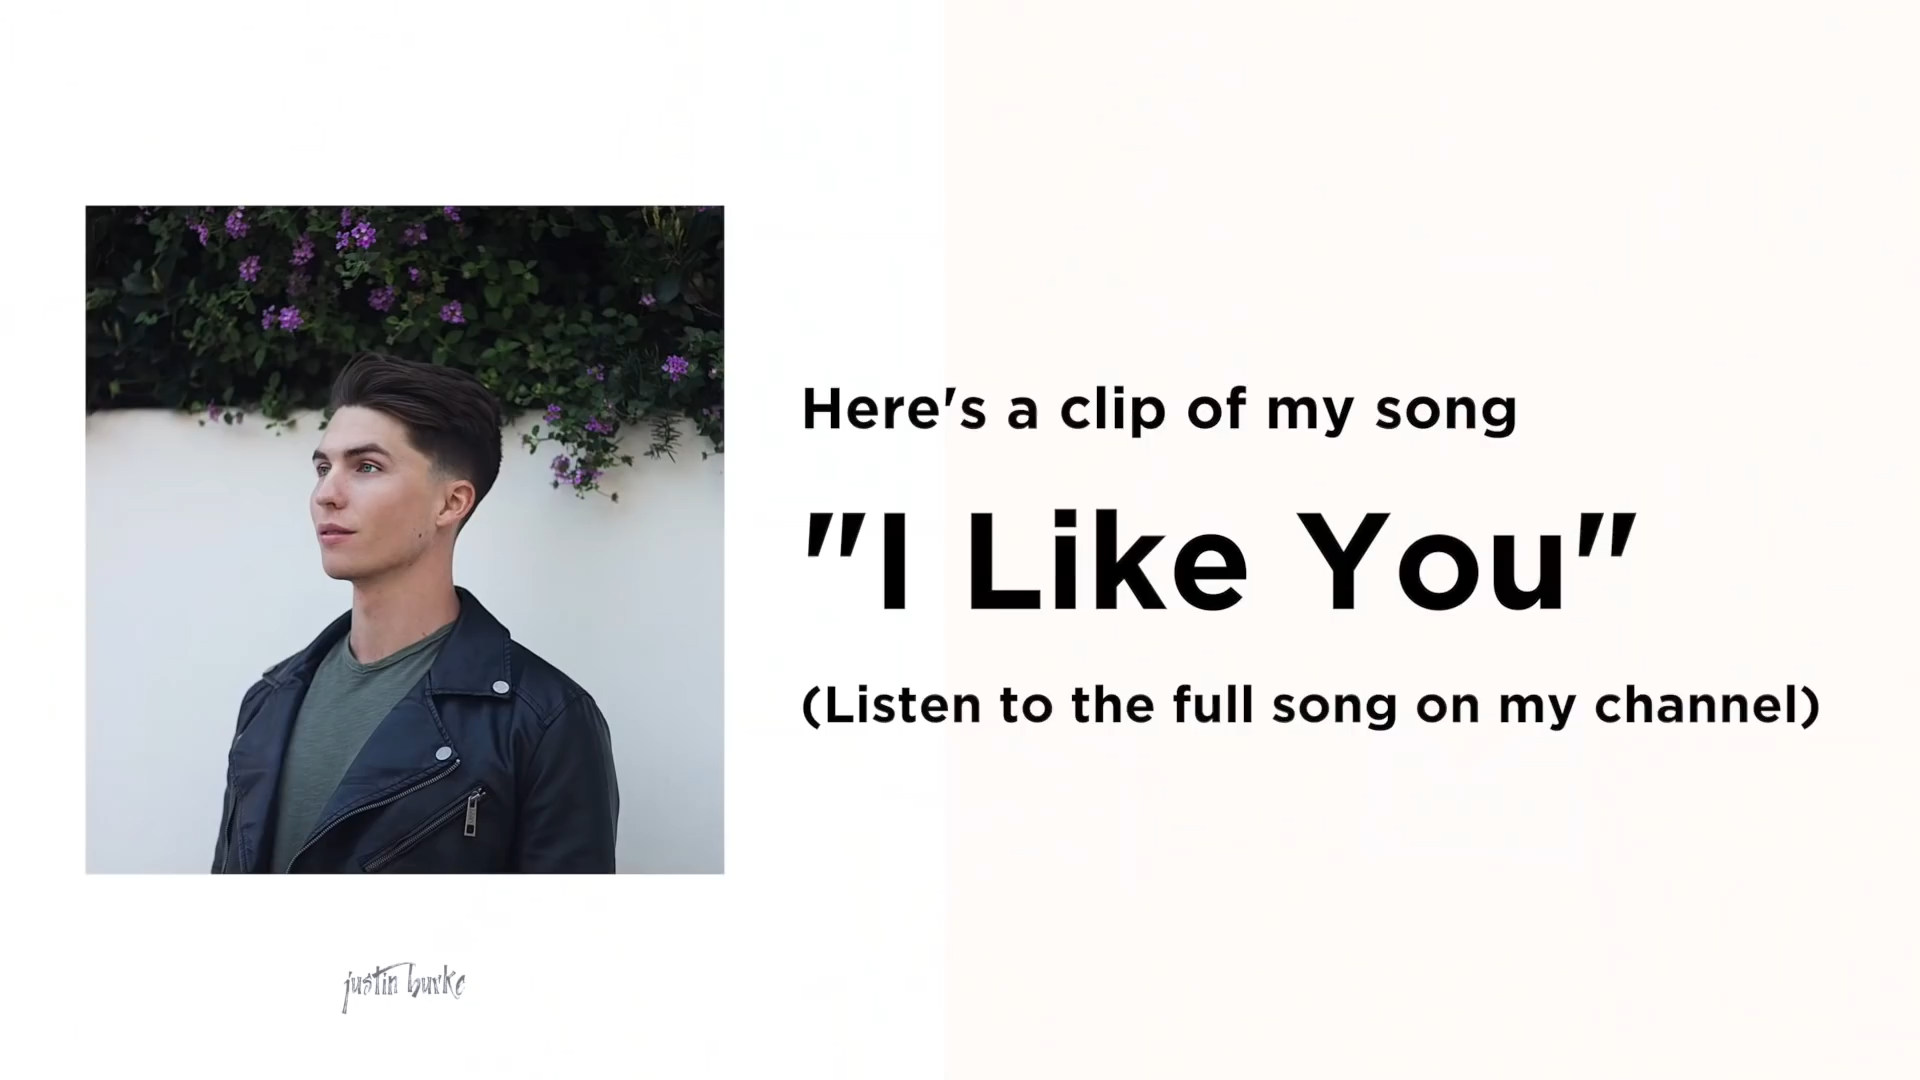 Here's a clip of my song
"I Like You"
(Listen to the full song on my channel)
justin burke